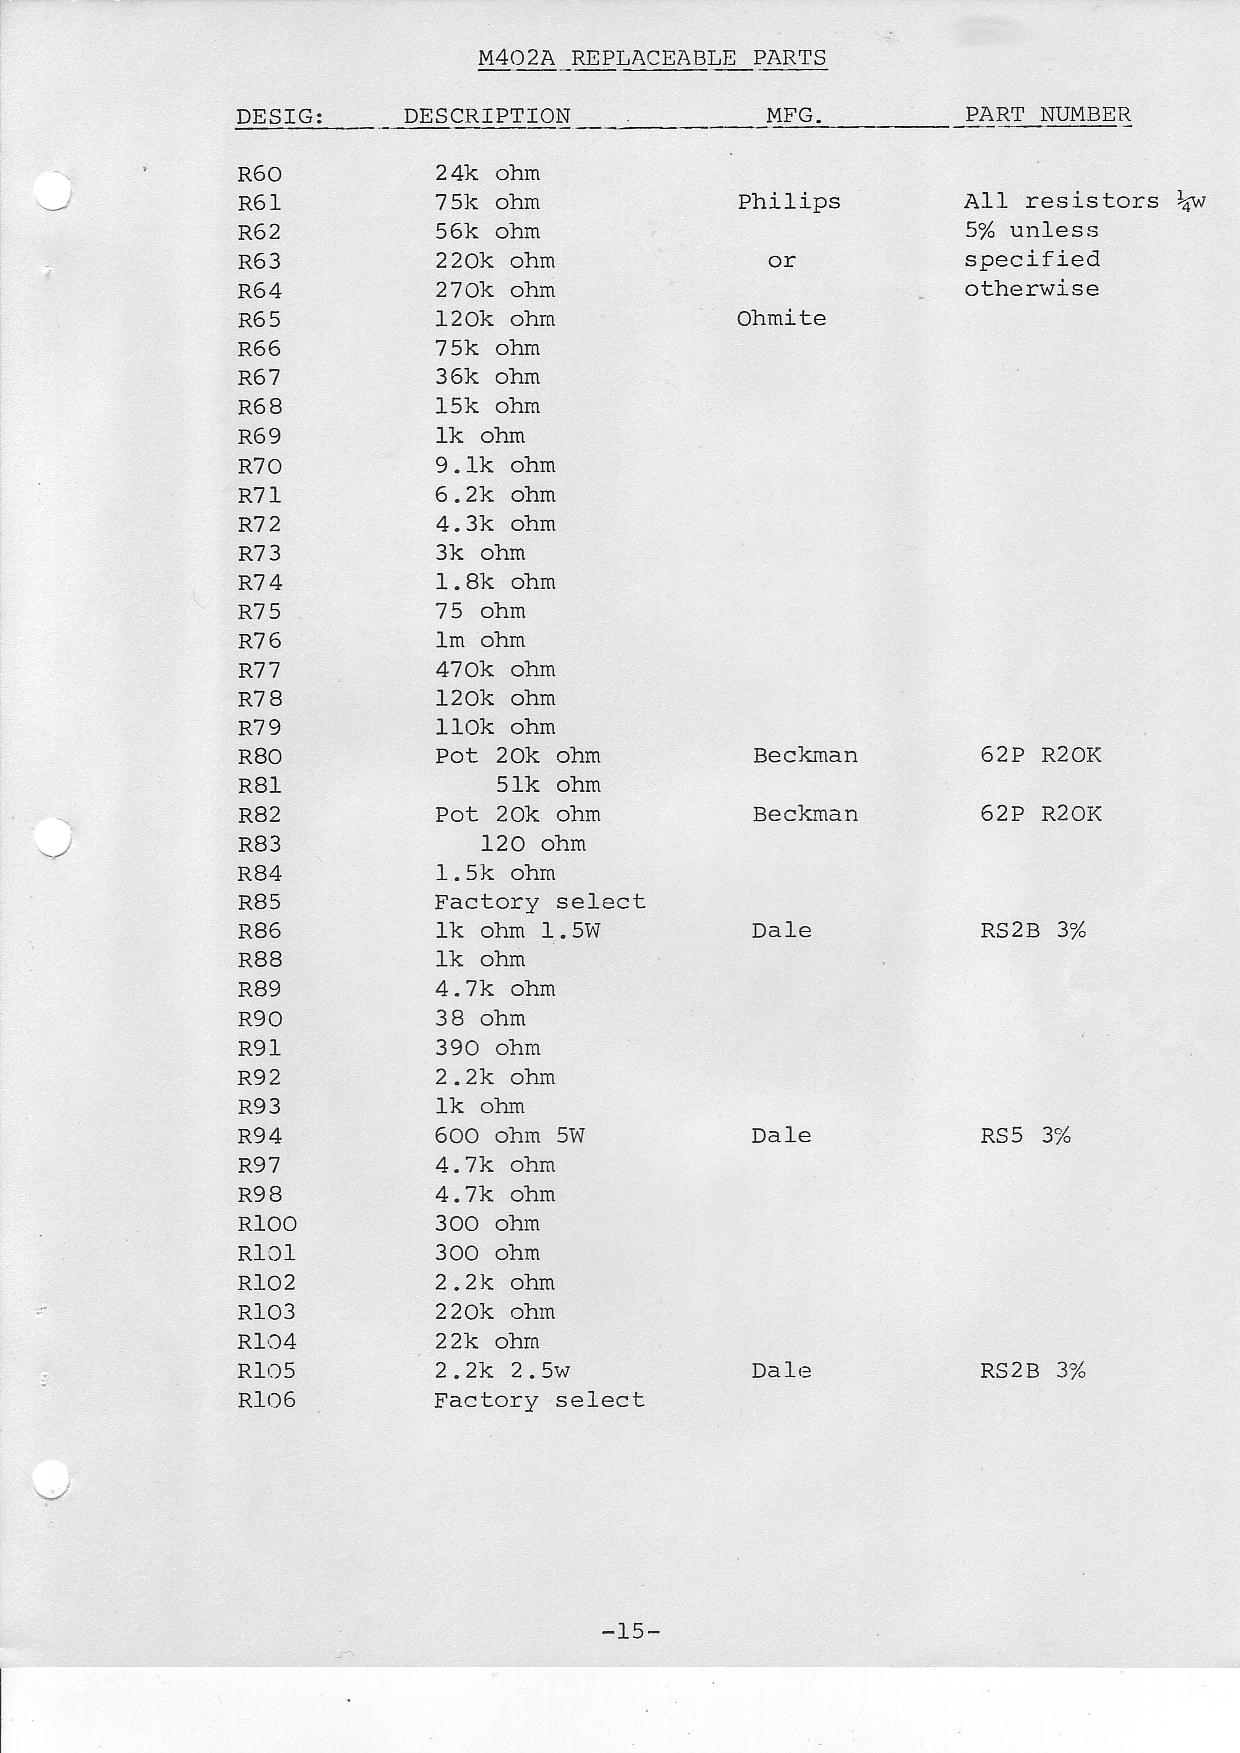 M402A REPLACEABLE PARTS
DESIG: DESCRIPTION MFG. PART NUMBER
R60 24k ohm
R61 75k ohm Philips All resistors ¼w
R62 56k ohm 5% unless
R63 220k ohm or specified
R64 270k ohm otherwise
R65 120k ohm Ohmite
R66 75k ohm
R67 36k ohm
R68 15k ohm
R69 1k ohm
R70 9.1k ohm
R71 6.2k ohm
R72 4.3k ohm
R73 3k ohm
R74 1.8k ohm
R75 75 ohm
R76 1m ohm
R77 470k ohm
R78 120k ohm
R79 110k ohm
R80 Pot 20k ohm Beckman 62P R20K
R81 51k ohm
R82 Pot 20k ohm Beckman 62P R20K
R83 120 ohm
R84 1.5k ohm
R85 Factory select
R86 1k ohm 1.5W Dale RS2B 3%
R88 1k ohm
R89 4.7k ohm
R90 38 ohm
R91 390 ohm
R92 2.2k ohm
R93 1k ohm
R94 600 ohm 5W Dale RS5 3%
R97 4.7k ohm
R98 4.7k ohm
R100 300 ohm
R101 300 ohm
R102 2.2k ohm
R103 220k ohm
R104 22k ohm
R105 2.2k 2.5w Dale RS2B 3%
R106 Factory select
-15-